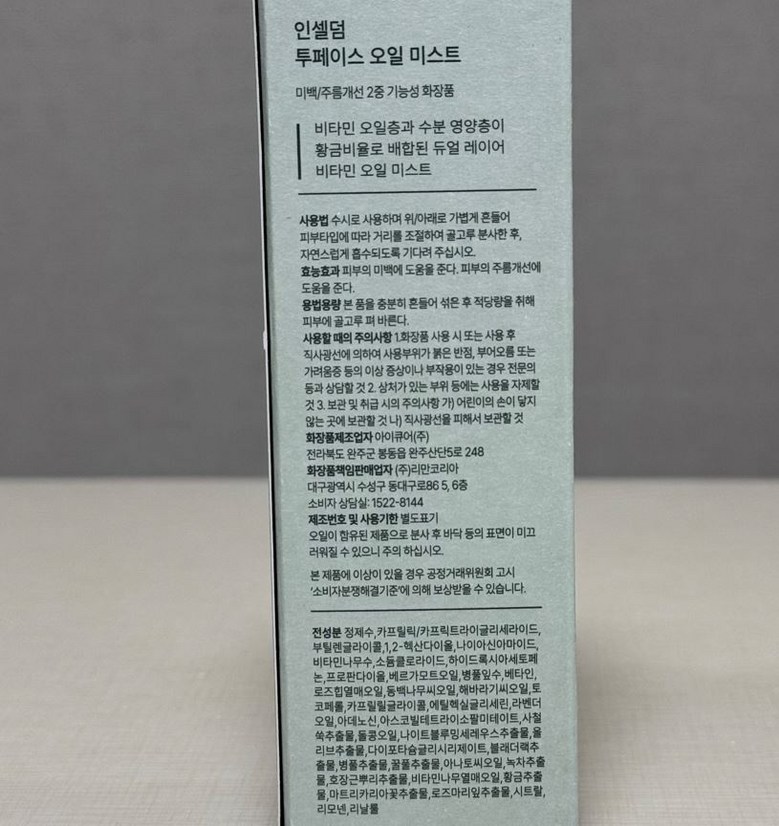 인셀덤
투페이스 오일 미스트
미백/주름개선 2중 기능성 화장품
비타민 오일층과 수분 영양층이
황금비율로 배합된 듀얼 레이어
비타민 오일 미스트
사용법 수시로 사용하며 위/아래로 가볍게 흔들어
피부타입에 따라 거리를 조절하여 골고루 분사한 후,
자연스럽게 흡수되도록 기다려 주십시오.
효능효과 피부의 미백에 도움을 준다. 피부의 주름개선에
도움을 준다.
용법용량 본 품을 충분히 흔들어 섞은 후 적당량을 취해
피부에 골고루 펴 바른다.
사용할 때의 주의사항 1.화장품 사용 시 또는 사용 후
직사광선에 의하여 사용부위가 붉은 반점, 부어오름 또는
가려움증 등의 이상 증상이나 부작용이 있는 경우 전문의
등과 상담할 것 2. 상처가 있는 부위 등에는 사용을 자제할
것 3. 보관 및 취급 시의 주의사항 가) 어린이의 손이 닿지
않는 곳에 보관할 것 나) 직사광선을 피해서 보관할 것
화장품제조업자 아이큐어(주)
전라북도 완주군 봉동읍 완주산단5로 248
화장품책임판매업자 (주)리만코리아
대구광역시 수성구 동대구로86 5, 6층
소비자 상담실: 1522-8144
제조번호 및 사용기한 별도표기
오일이 함유된 제품으로 분사 후 바닥 등의 표면이 미끄
러워질 수 있으니 주의 하십시오.
본 제품에 이상이 있을 경우 공정거래위원회 고시
'소비자분쟁해결기준'에 의해 보상받을 수 있습니다.
전성분 정제수,카프릴릭/카프릭트라이글리세라이드,
부틸렌글라이콜,1,2-헥산다이올,나이아신아마이드,
비타민나무수,소듐클로라이드,하이드록시아세토페
논,프로판다이올,베르가모트오일,병풀잎수,베타인,
로즈힙열매오일,동백나무씨오일,해바라기씨오일,토
코페롤,카프릴릴글라이콜,에틸헥실글리세린,라벤더
오일,아데노신,아스코빌테트라이소팔미테이트,사철
쑥추출물,돌콩오일,나이트블루밍세레우스추출물,올
리브추출물,다이포타슘글리시리제이트,블래더랙추
출물,병풀추출물,꿀풀추출물,아나토씨오일,녹차추출
물,호장근뿌리추출물,비타민나무열매오일,황금추출
물,마트리카리아꽃추출물,로즈마리잎추출물,시트랄,
리모넨,리날룰